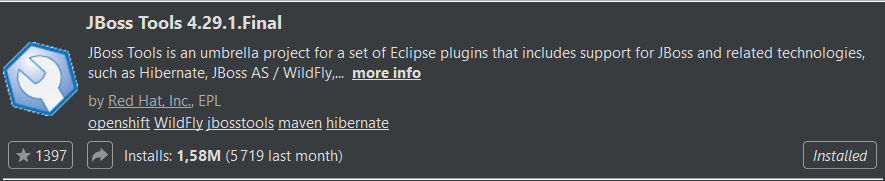 JBoss Tools 4.29.1.Final
JBoss Tools is an umbrella project for a set of Eclipse plugins that includes support for JBoss and related technologies,
such as Hibernate, JBoss AS / WildFly,... more info
by Red Hat, Inc., EPL
openshift WildFly jbosstools maven hibernate
1397 Installs: 1,58M (5 719 last month) Installed